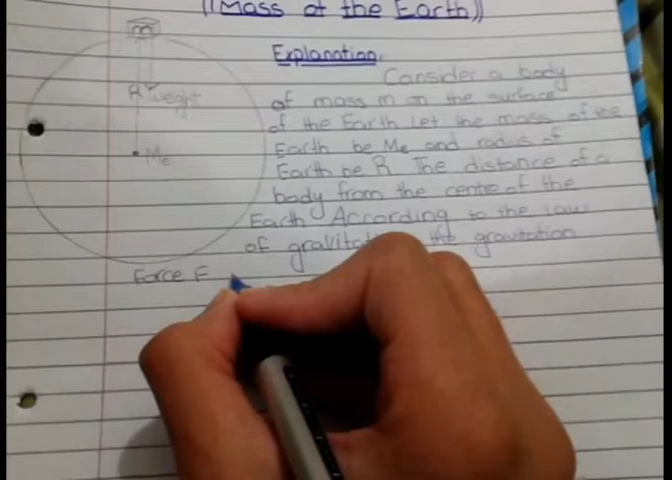 ((Mass of the Earth))
m
Explanation:
Consider a body
R weight
of mass m on the surface
of the Earth let the mass of the
Me
Earth be Me and radius of
Earth be R The distance of a
body from the centre of the
Earth According to the law
of the gravitation
Force F